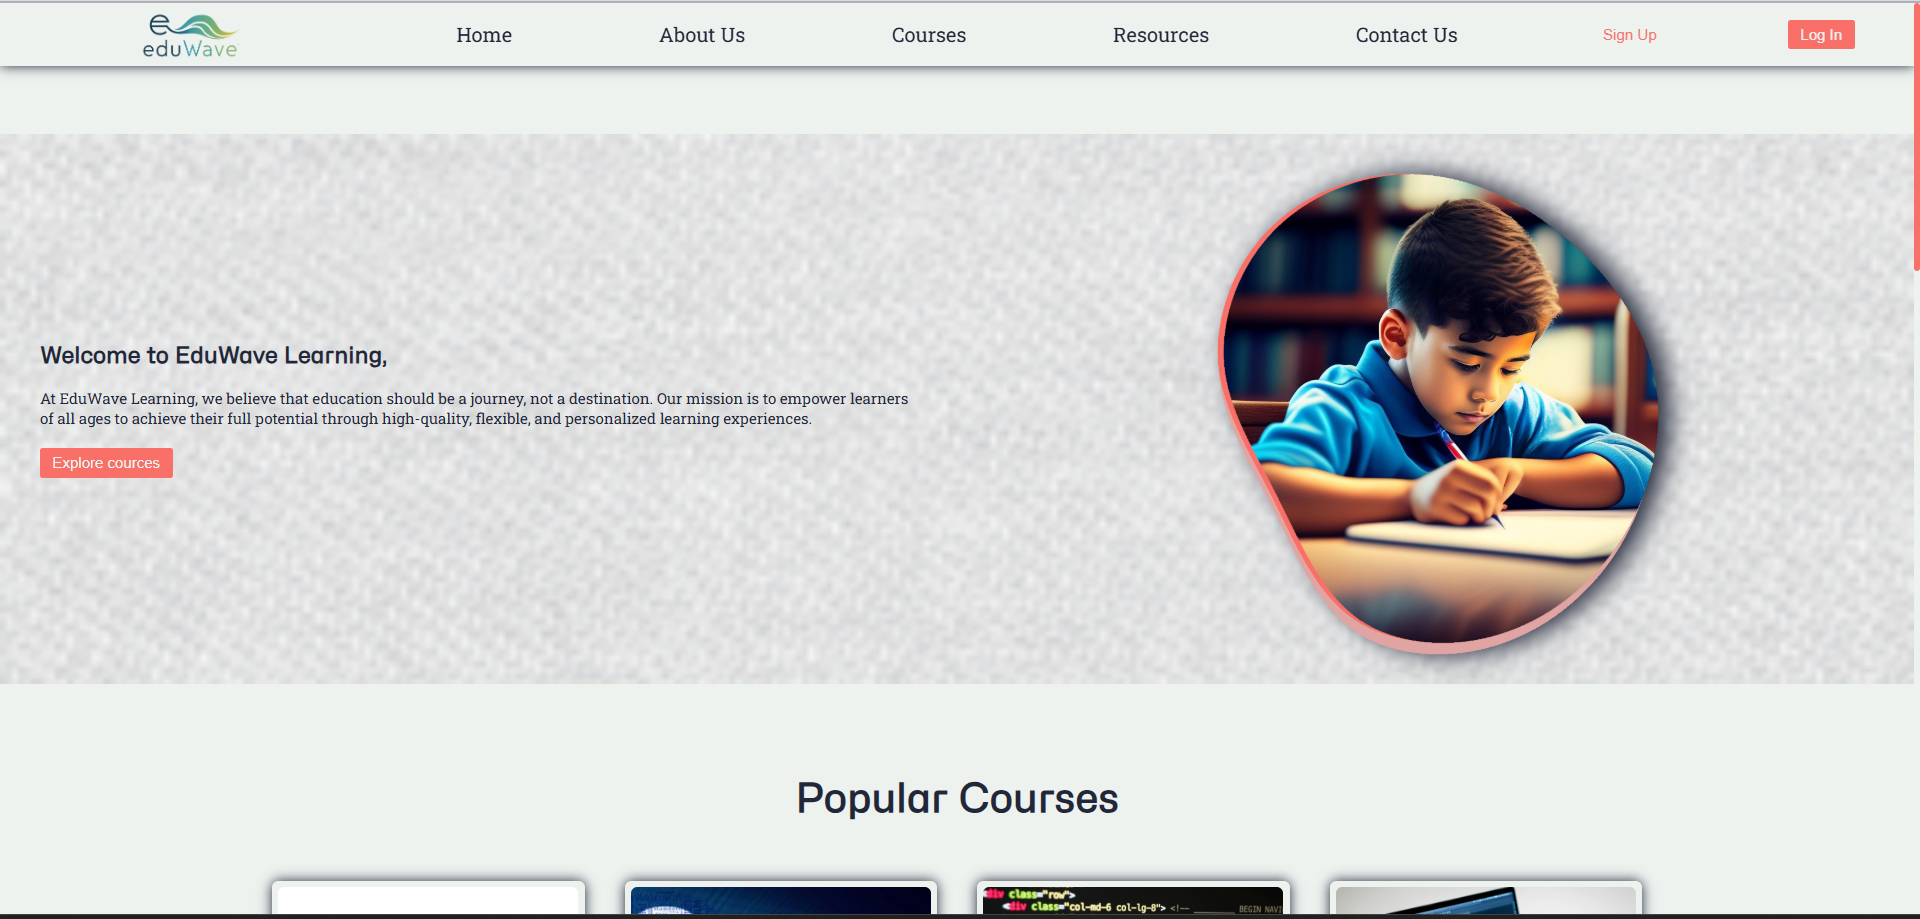 eduWave
Home
About Us
Courses
Resources
Contact Us
Sign Up
Log In
Welcome to EduWave Learning,
At EduWave Learning, we believe that education should be a journey, not a destination. Our mission is to empower learners
of all ages to achieve their full potential through high-quality, flexible, and personalized learning experiences.
Explore cources
Popular Courses
div class="row">
<div class="col-md-6 col-lg-8"> <!-- BEGIN NAVI